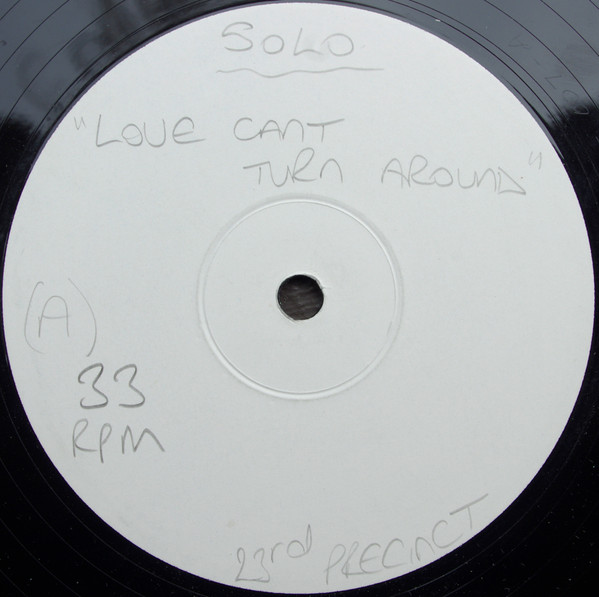 SOLO
"LOVE CANT
TURN AROUND"
(A)
33
RPM
23rd PRECINCT